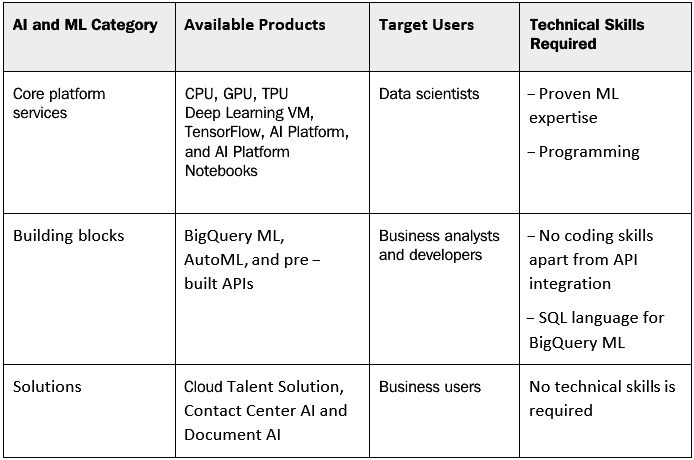 AI and ML Category
Available Products
Target Users
Technical Skills
Required
Core platform
services
CPU, GPU, TPU
Deep Learning VM,
TensorFlow, AI Platform,
and AI Platform
Notebooks
Data scientists
– Proven ML
expertise
– Programming
Building blocks
BigQuery ML,
AutoML, and pre –
built APIs
Business analysts
and developers
– No coding skills
apart from API
integration
– SQL language for
BigQuery ML
Solutions
Cloud Talent Solution,
Contact Center AI and
Document AI
Business users
No technical skills is
required